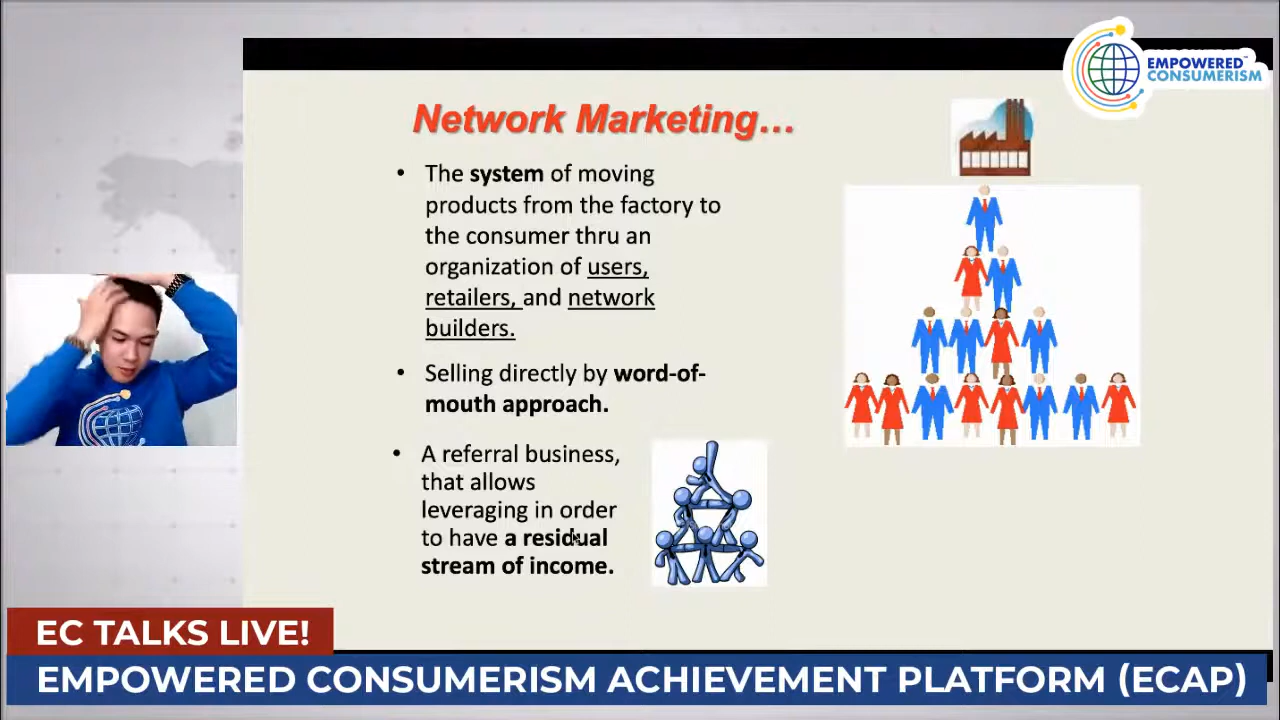 EMPOWERED™
CONSUMERISM
Network Marketing...
• The system of moving
products from the factory to
the consumer thru an
organization of users,
retailers, and network
builders.
• Selling directly by word-of-
mouth approach.
• A referral business,
that allows
leveraging in order
to have a residual
stream of income.
EC TALKS LIVE!
EMPOWERED CONSUMERISM ACHIEVEMENT PLATFORM (ECAP)